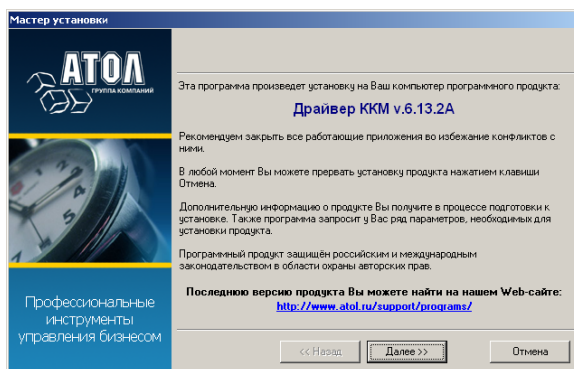 Мастер установки
АТОЛ
ГРУППА КОМПАНИЙ
Эта программа произведет установку на Ваш компьютер программного продукта:
Драйвер ККМ v.6.13.2A
Рекомендуем закрыть все работающие приложения во избежание конфликтов с
ними.
В любой момент Вы можете прервать установку продукта нажатием клавиши
Отмена.
Дополнительную информацию о продукте Вы получите в процессе подготовки к
установке. Также программа запросит у Вас ряд параметров, необходимых для
установки продукта.
Программный продукт защищён российским и международным
законодательством в области охраны авторских прав.
Последнюю версию продукта Вы можете найти на нашем Web-сайте:
http://www.atol.ru/support/programs/
Профессиональные
инструменты
управления бизнесом
<< Назад
Далее >>
Отмена